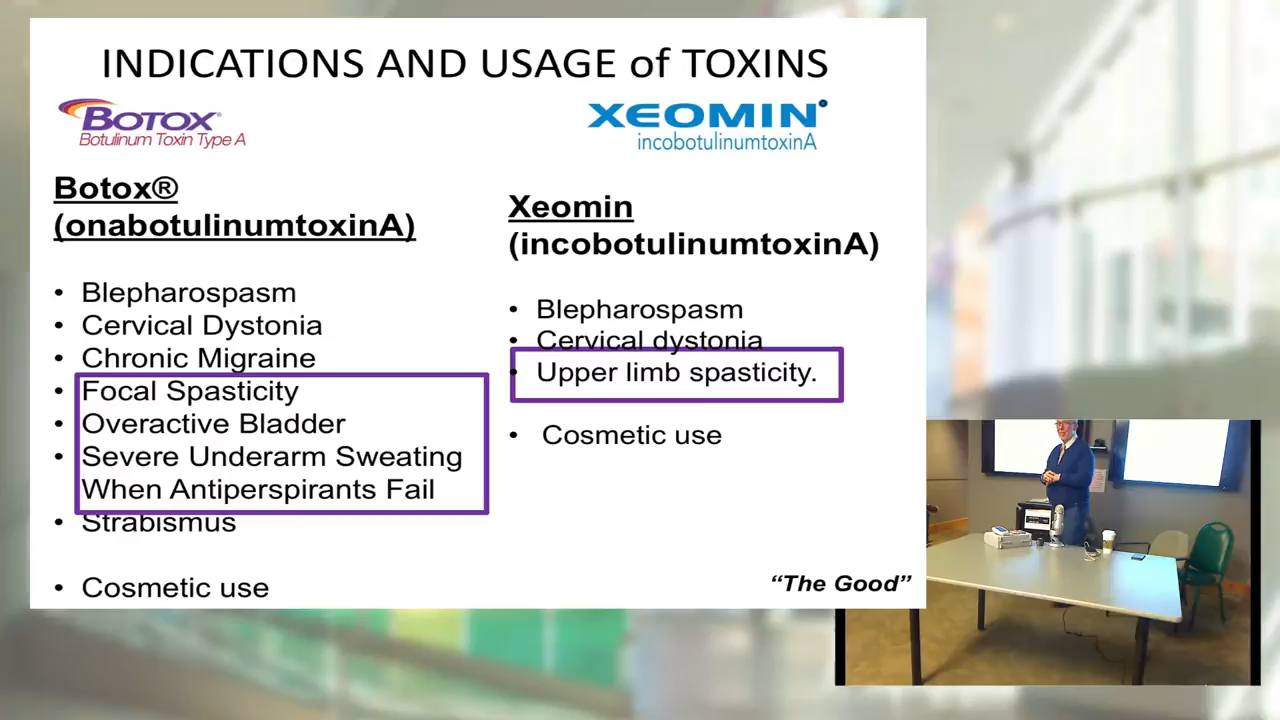 INDICATIONS AND USAGE of TOXINS
BOTOX®
Botulinum Toxin Type A
XEOMIN®
incobotulinumtoxinA
Botox®
(onabotulinumtoxinA)
• Blepharospasm
• Cervical Dystonia
• Chronic Migraine
• Focal Spasticity
• Overactive Bladder
• Severe Underarm Sweating
When Antiperspirants Fail
• Strabismus
• Cosmetic use
Xeomin
(incobotulinumtoxinA)
• Blepharospasm
• Cervical dystonia
• Upper limb spasticity.
• Cosmetic use
“The Good”